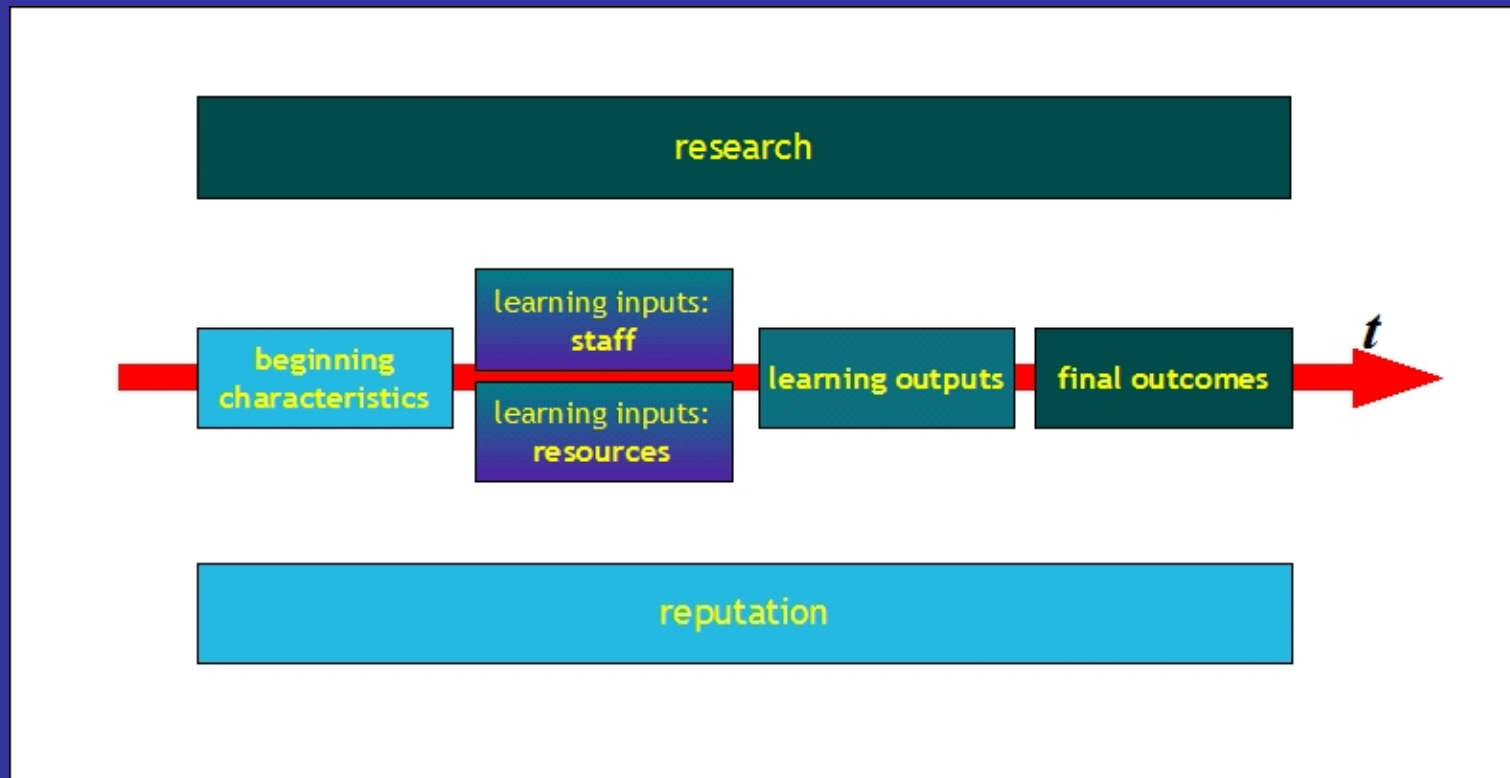 research
learning inputs:
staff
beginning
characteristics
learning inputs:
resources
learning outputs
final outcomes
t
reputation